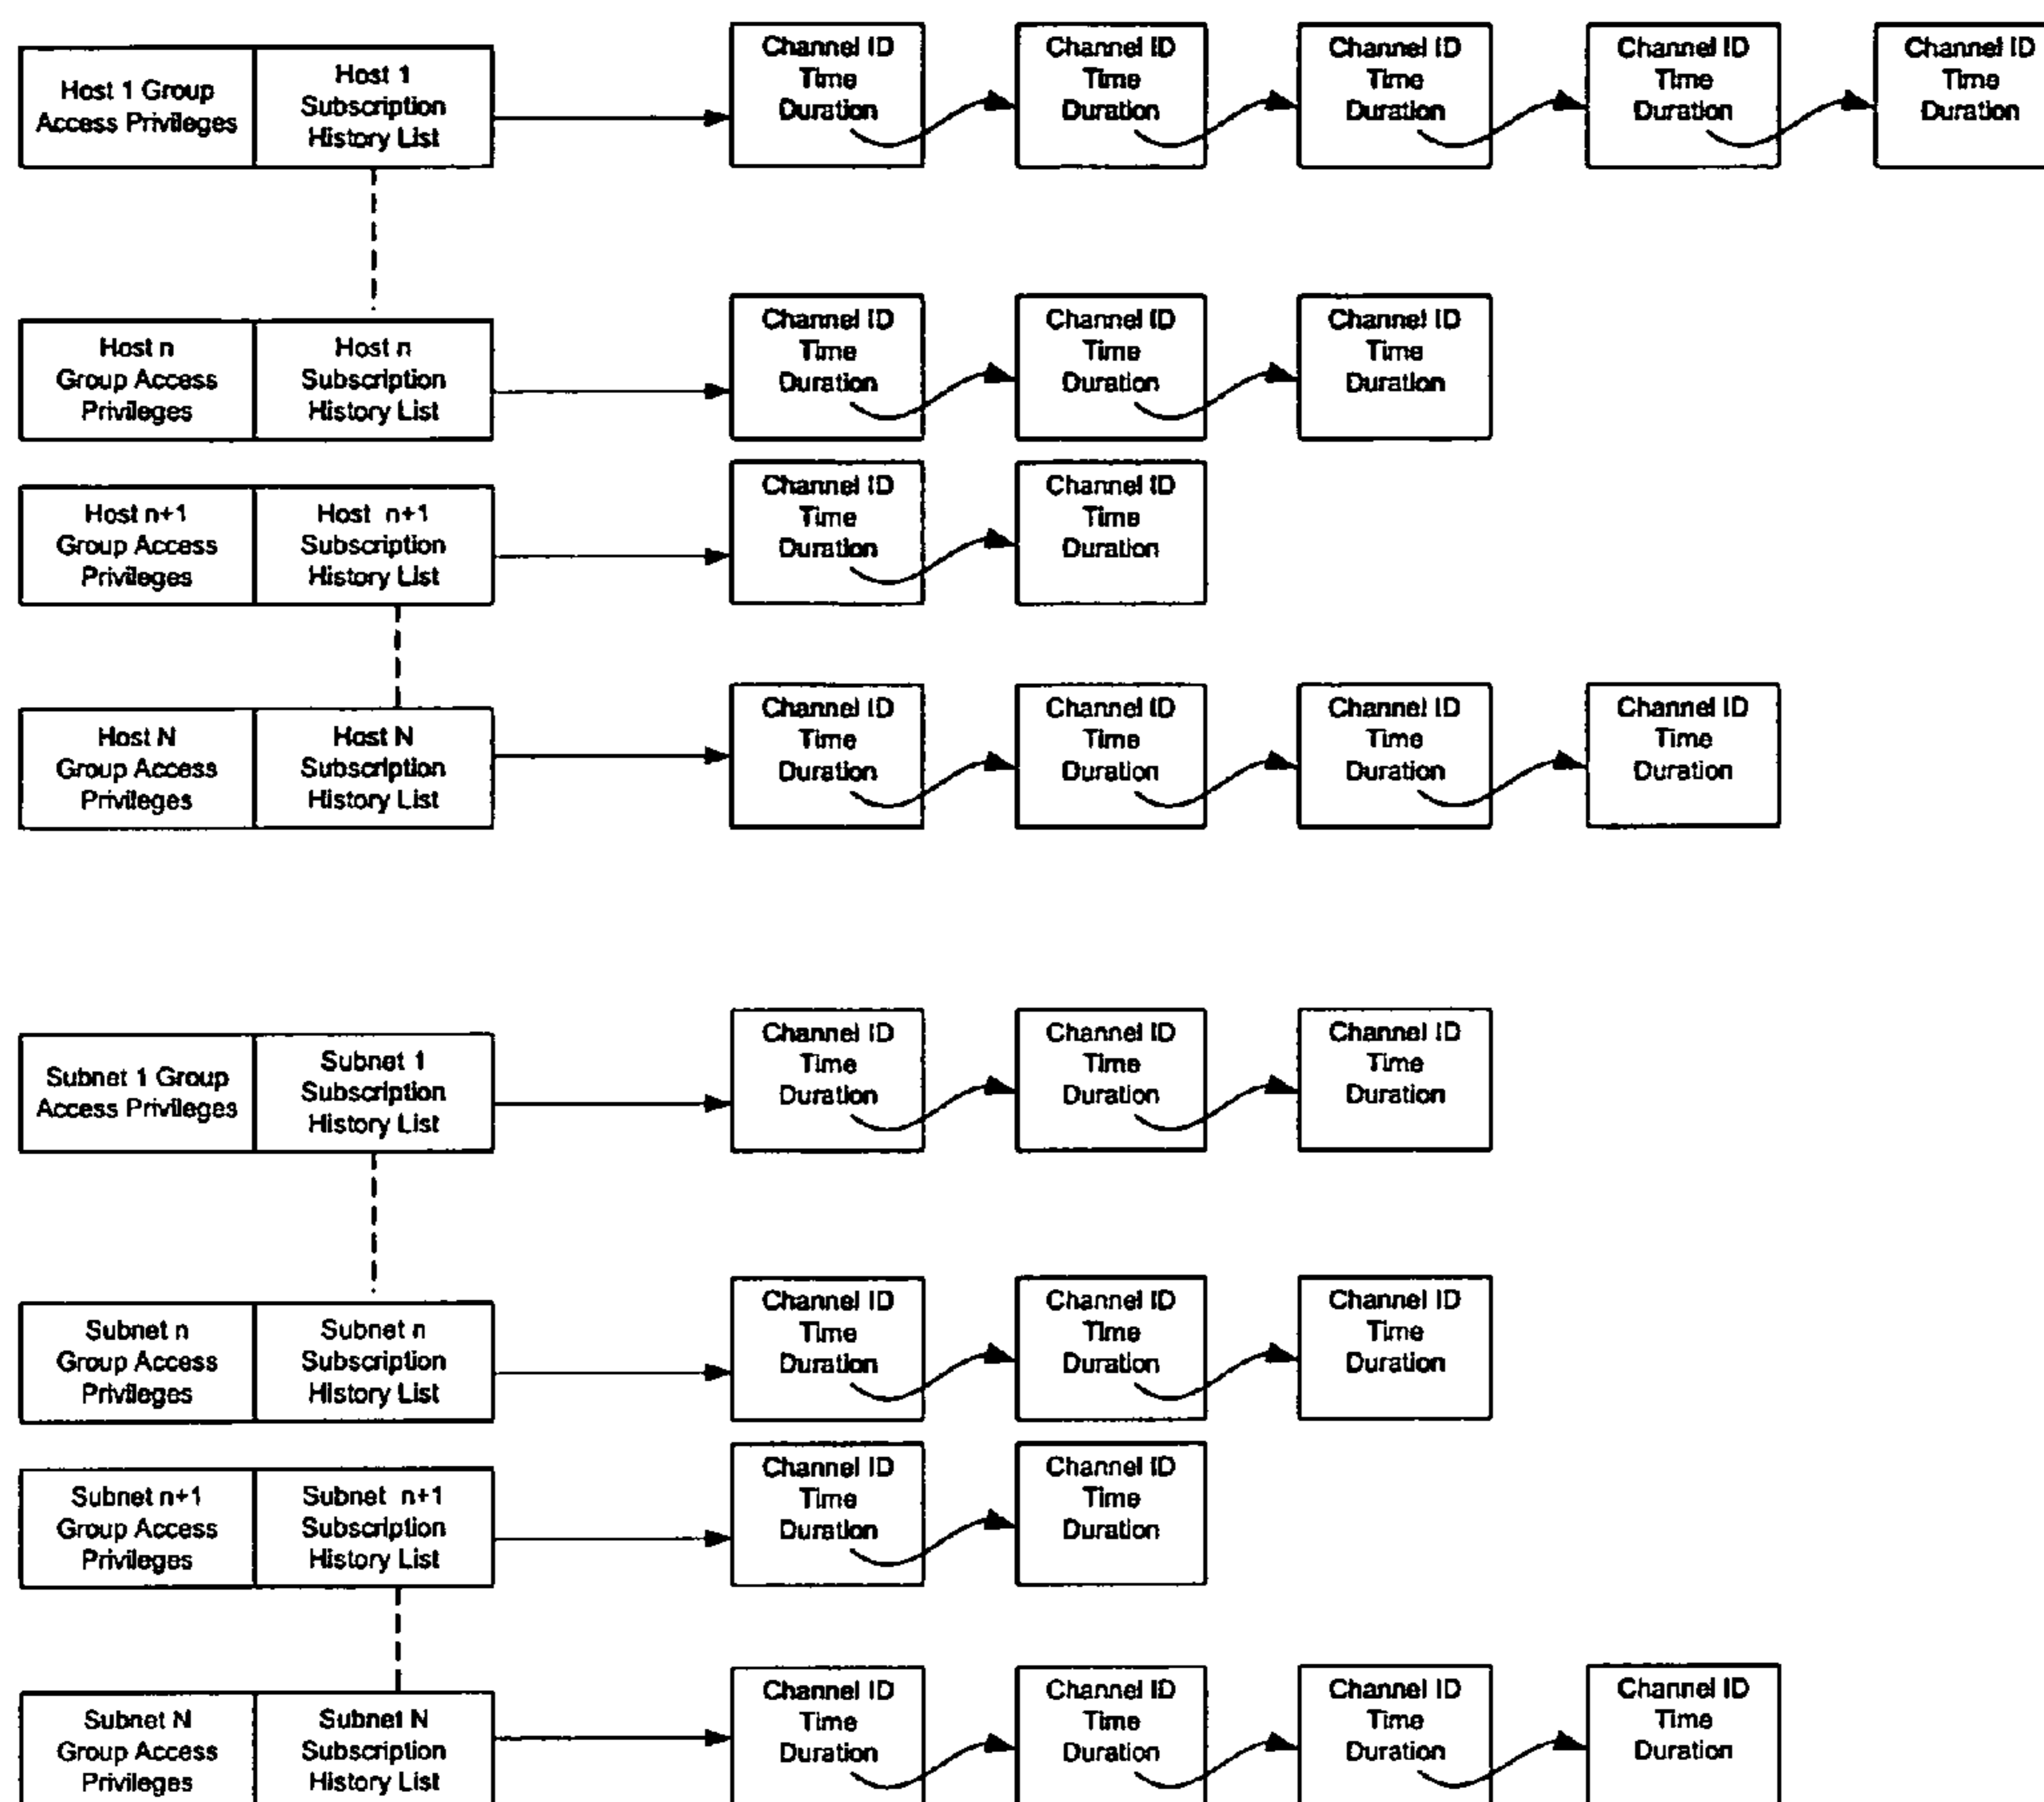 Host 1 Group
Access Privileges
Host 1
Subscription
History List
Channel ID
Time
Duration
Channel ID
Time
Duration
Channel ID
Time
Duration
Channel ID
Time
Duration
Channel ID
Time
Duration
Host n
Group Access
Privileges
Host n
Subscription
History List
Channel ID
Time
Duration
Channel ID
Time
Duration
Channel ID
Time
Duration
Host n+1
Group Access
Privileges
Host n+1
Subscription
History List
Channel ID
Time
Duration
Channel ID
Time
Duration
Host N
Group Access
Privileges
Host N
Subscription
History List
Channel ID
Time
Duration
Channel ID
Time
Duration
Channel ID
Time
Duration
Channel ID
Time
Duration
Subnet 1 Group
Access Privileges
Subnet 1
Subscription
History List
Channel ID
Time
Duration
Channel ID
Time
Duration
Channel ID
Time
Duration
Subnet n
Group Access
Privileges
Subnet n
Subscription
History List
Channel ID
Time
Duration
Channel ID
Time
Duration
Channel ID
Time
Duration
Subnet n+1
Group Access
Privileges
Subnet n+1
Subscription
History List
Channel ID
Time
Duration
Channel ID
Time
Duration
Subnet N
Group Access
Privileges
Subnet N
Subscription
History List
Channel ID
Time
Duration
Channel ID
Time
Duration
Channel ID
Time
Duration
Channel ID
Time
Duration